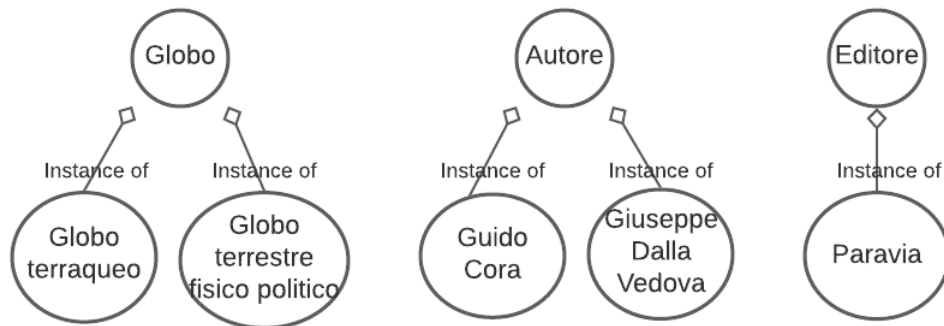 Globo
Autore
Editore
Instance of
Instance of
Instance of
Instance of
Instance of
Globo
terraqueo
Globo
terrestre
fisico politico
Guido
Cora
Giuseppe
Dalla
Vedova
Paravia